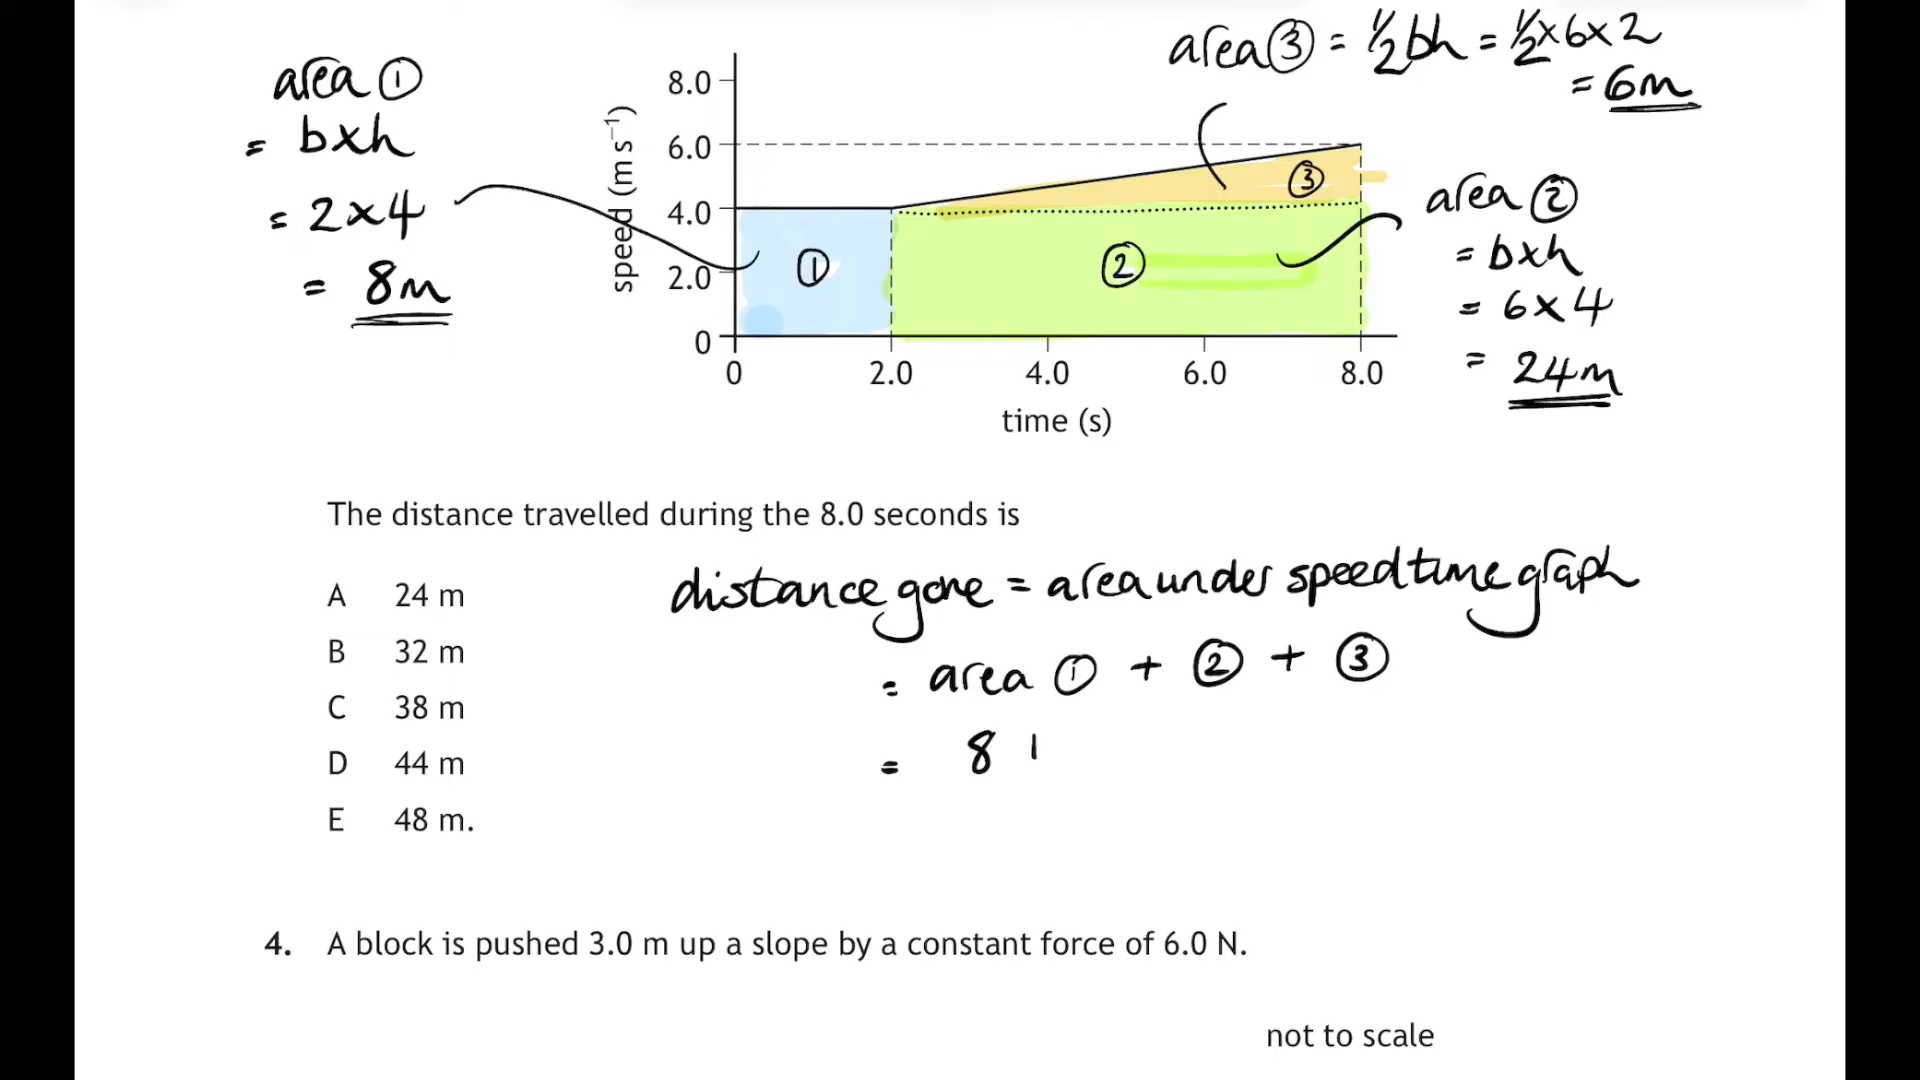 area ① 
= b×h
= 2×4
= 8m
area ③ = ½bh = ½×6×2
= 6m
speed (m s⁻¹)
8.0
6.0
4.0
2.0
0
0 2.0 4.0 6.0 8.0
time (s)
①
②
③
area ②
= b×h
= 6×4
= 24m
The distance travelled during the 8.0 seconds is
A 24 m
B 32 m
C 38 m
D 44 m
E 48 m.
distance gone = area under speed time graph
= area ① + ② + ③
= 8 |
4. A block is pushed 3.0 m up a slope by a constant force of 6.0 N.
not to scale